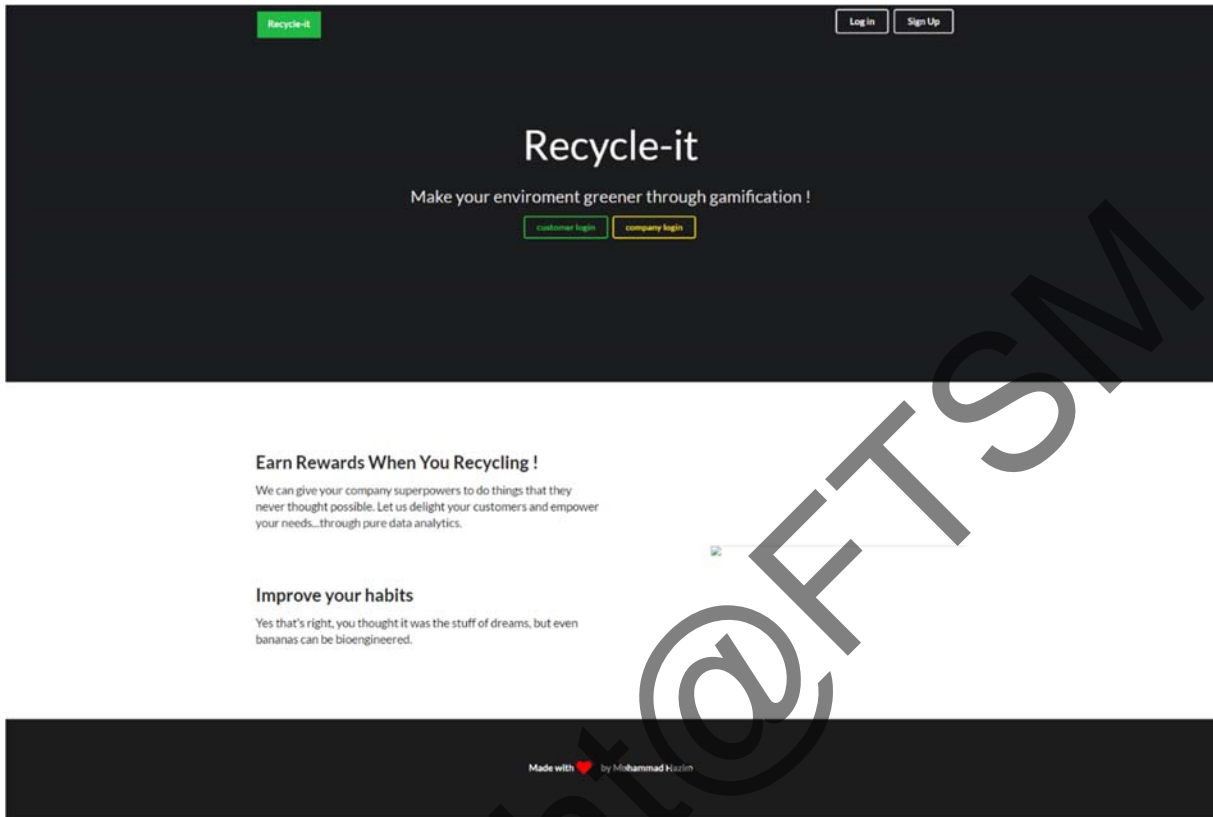 Recycle-it
Log in Sign Up
Recycle-it
Make your enviroment greener through gamification !
customer login company login
Earn Rewards When You Recycling !
We can give your company superpowers to do things that they
never thought possible. Let us delight your customers and empower
your needs...through pure data analytics.
Improve your habits
Yes that's right, you thought it was the stuff of dreams, but even
bananas can be bioengineered.
Made with ❤ by Mohammad Hazim
@FTSM